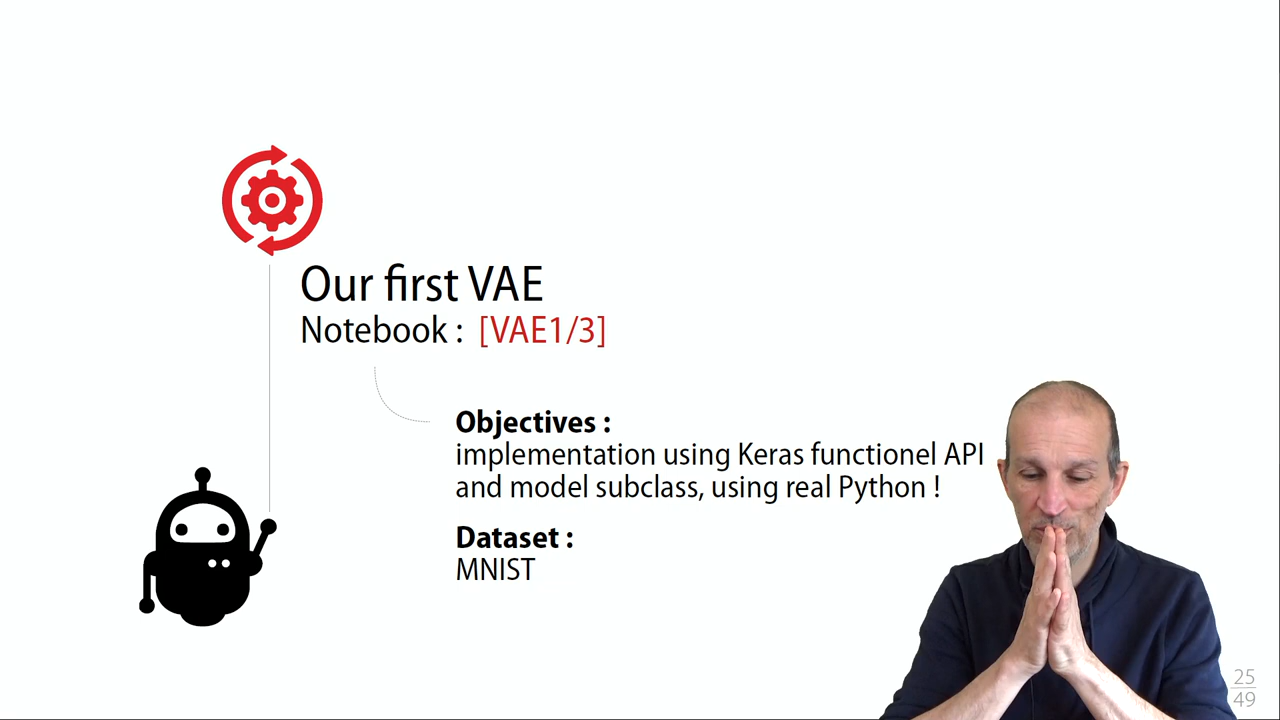 Our first VAE
Notebook : [VAE1/3]
Objectives :
implementation using Keras functionel API
and model subclass, using real Python !
Dataset :
MNIST
25
49